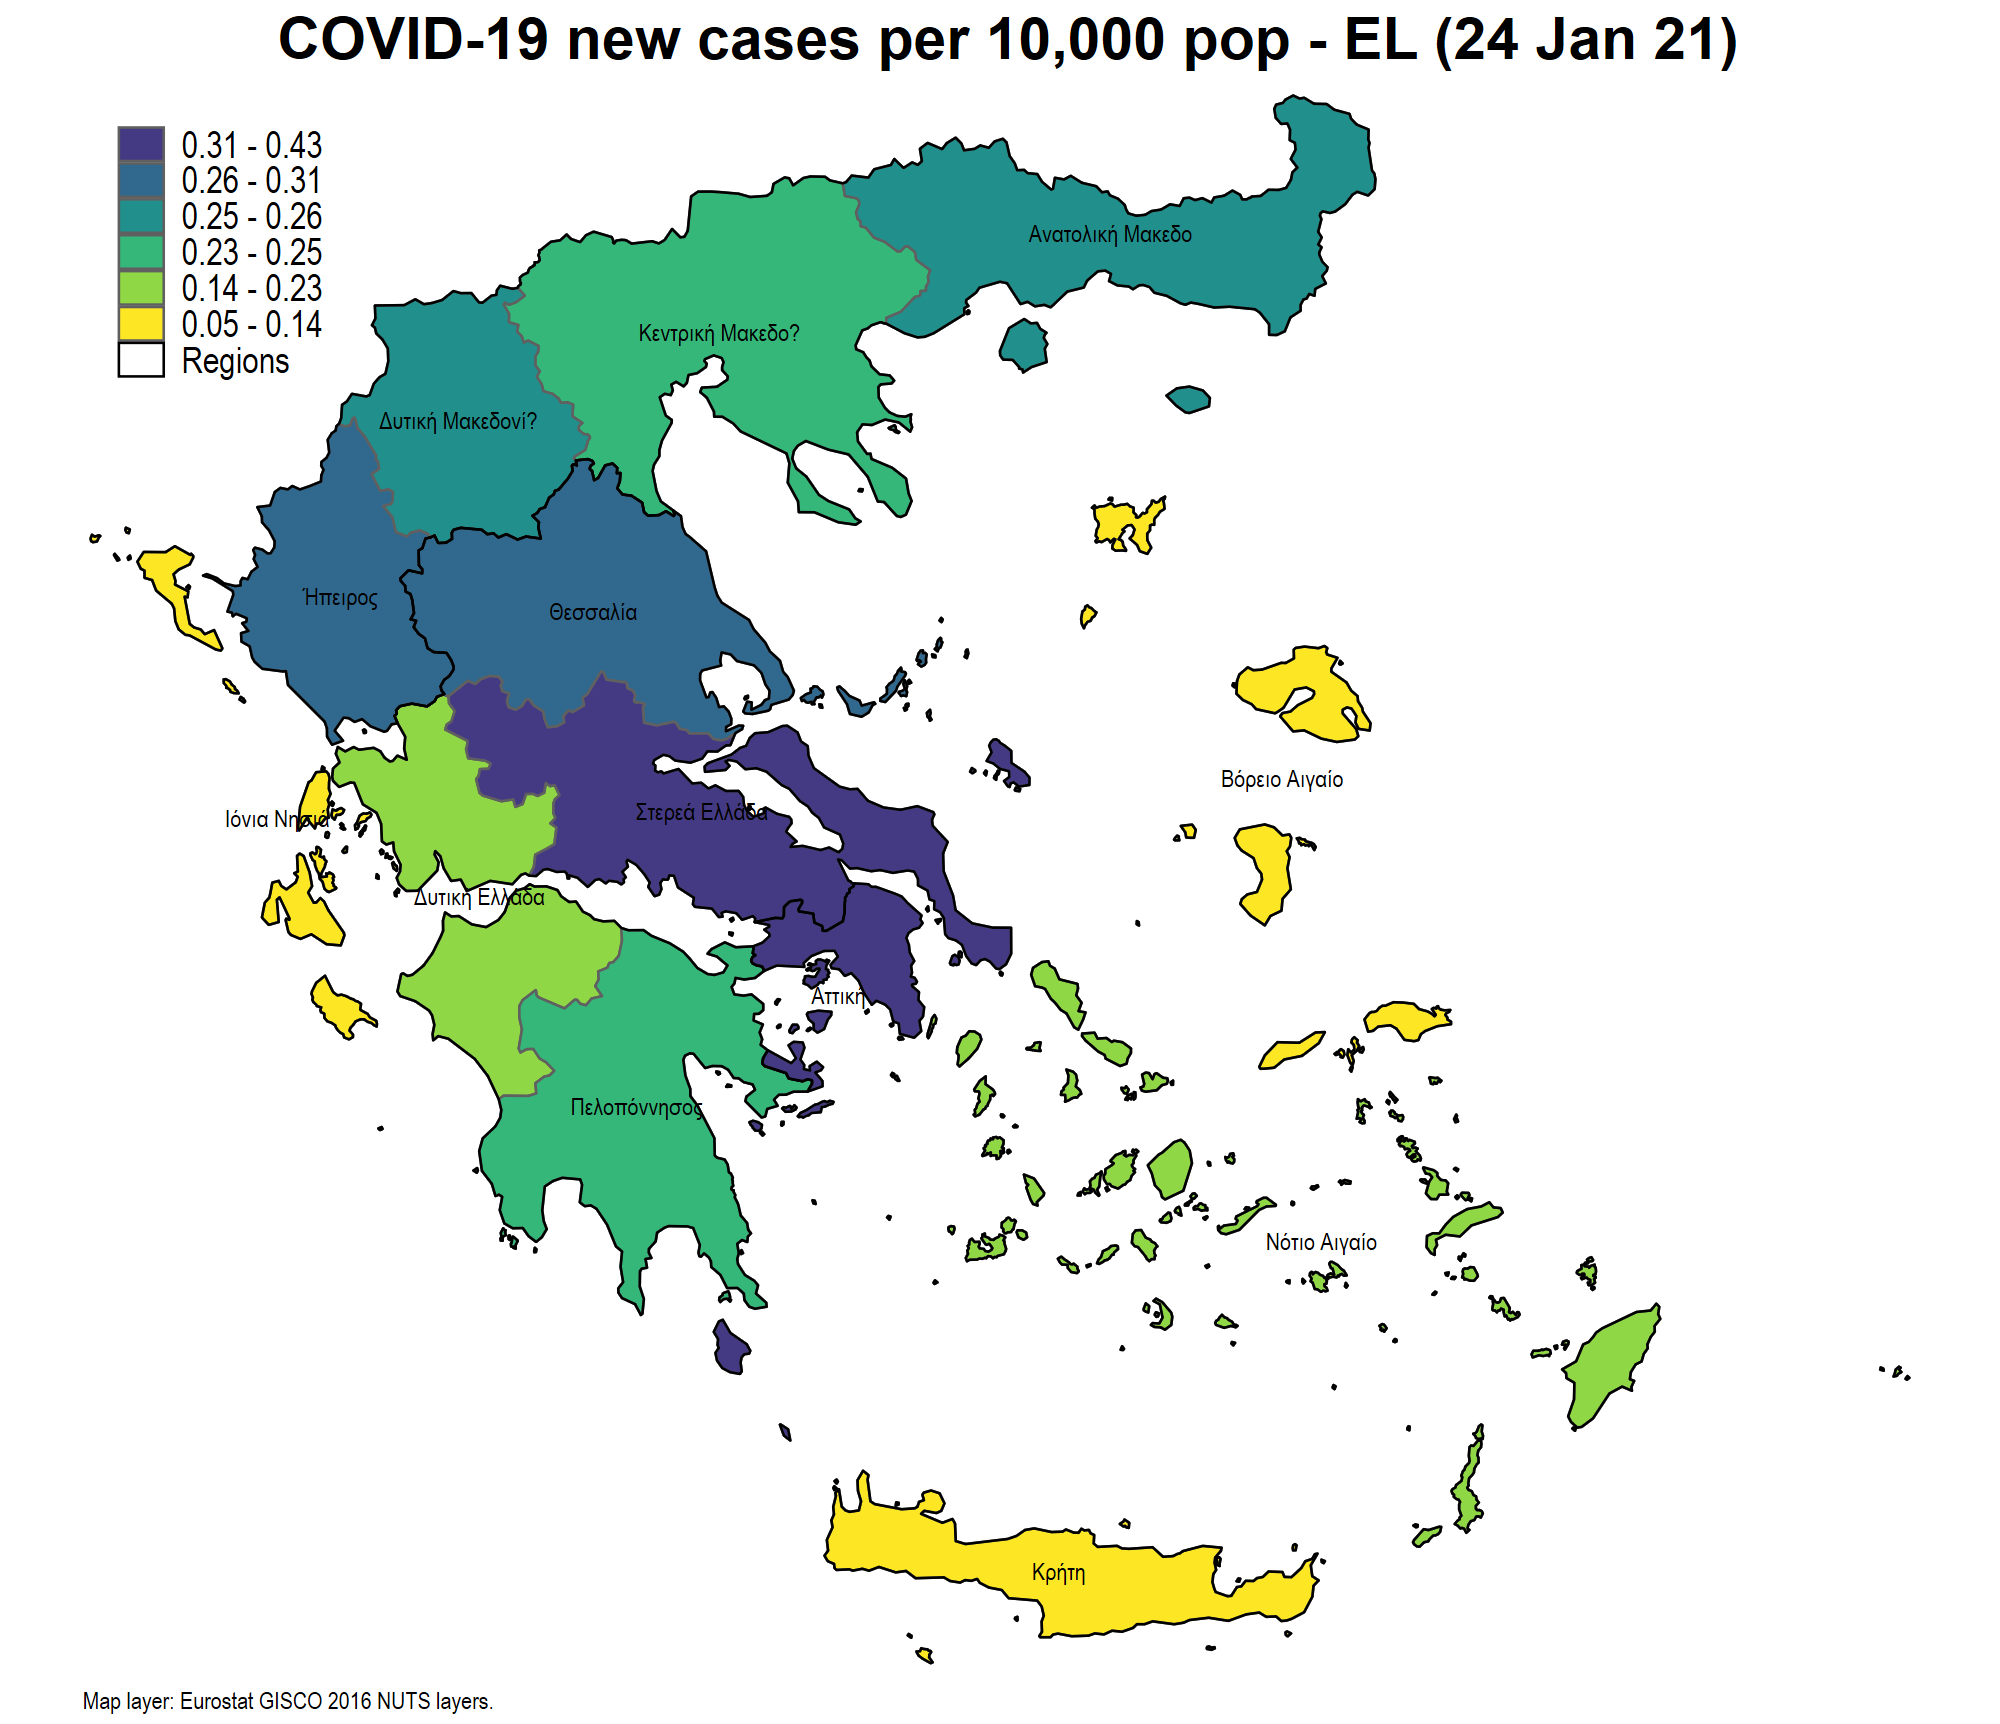 COVID-19 new cases per 10,000 pop - EL (24 Jan 21)
0.31 - 0.43
0.26 - 0.31
0.25 - 0.26
0.23 - 0.25
0.14 - 0.23
0.05 - 0.14
Regions
Ανατολική Μακεδο
Κεντρική Μακεδο?
Δυτική Μακεδονί?
Ήπειρος
Θεσσαλία
Βόρειο Αιγαίο
Στερεά Ελλάδα
Ιόνια Νησιά
Δυτική Ελλάδα
Αττική
Πελοπόννησος
Νότιο Αιγαίο
Κρήτη
Map layer: Eurostat GISCO 2016 NUTS layers.